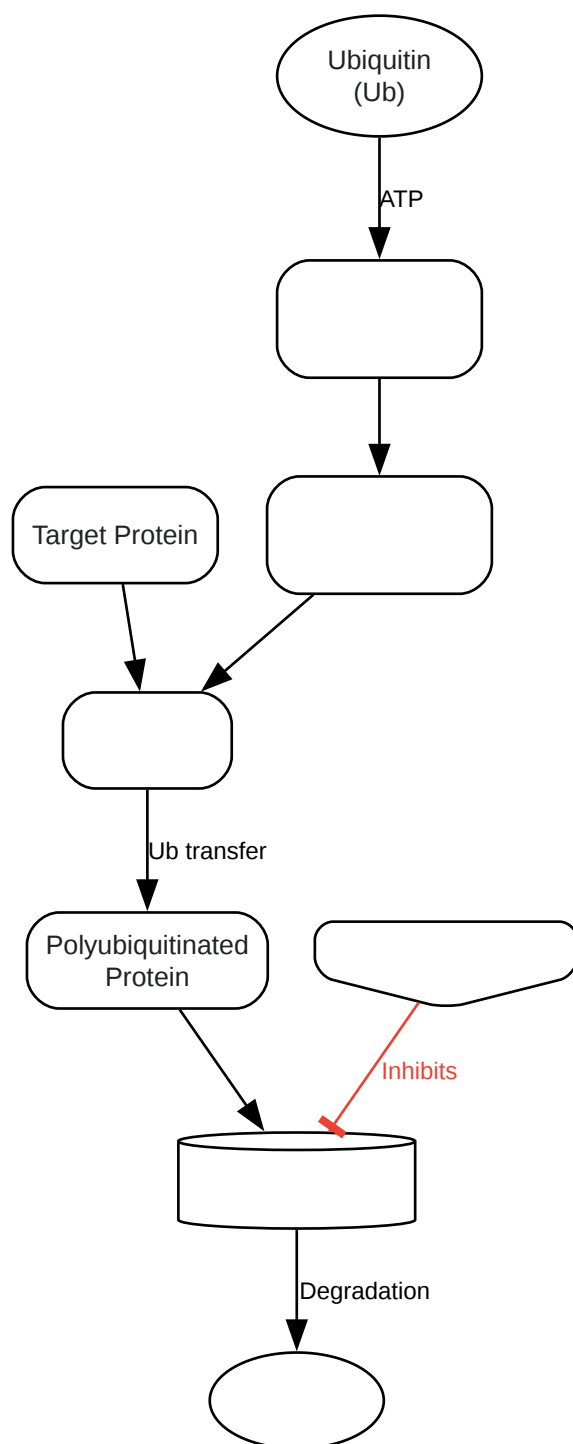 Ubiquitin
(Ub)
ATP
Target Protein
Ub transfer
Polyubiquitinated
Protein
Inhibits
Degradation